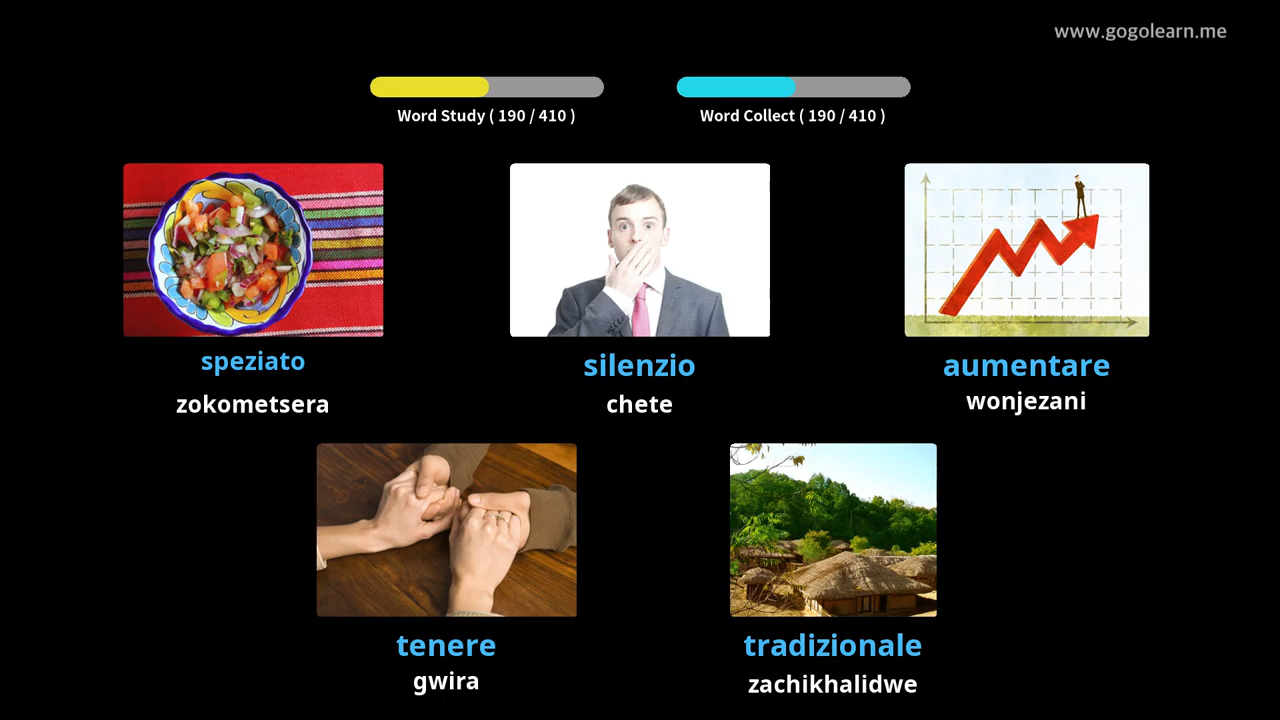 www.gogolearn.me
Word Study ( 190 / 410 )
Word Collect ( 190 / 410 )
speziato
zokometsera
silenzio
chete
aumentare
wonjezani
tenere
gwira
tradizionale
zachikhalidwe